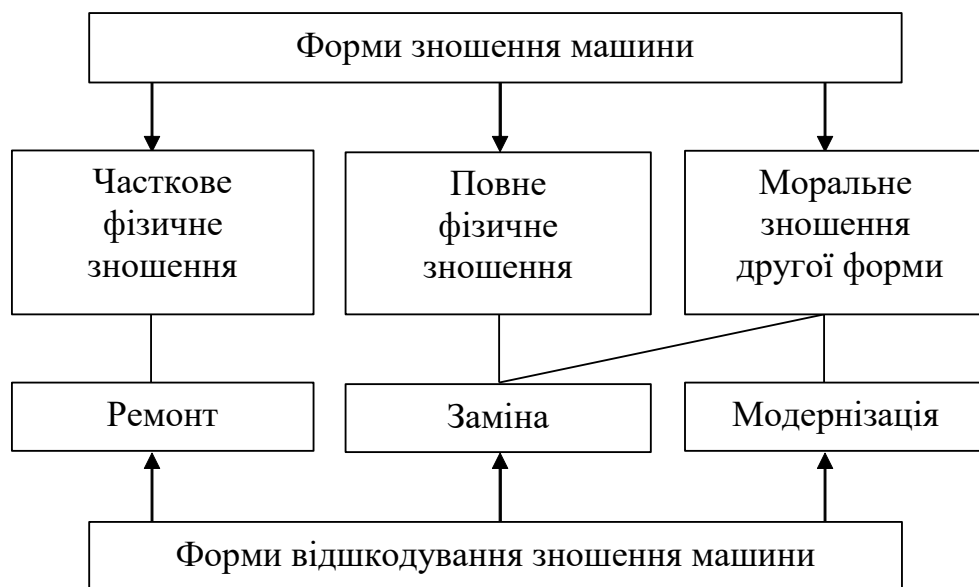 Форми зношення машини
Часткове
фізичне
зношення
Повне
фізичне
зношення
Моральне
зношення
другої форми
Ремонт
Заміна
Модернізація
Форми відшкодування зношення машини